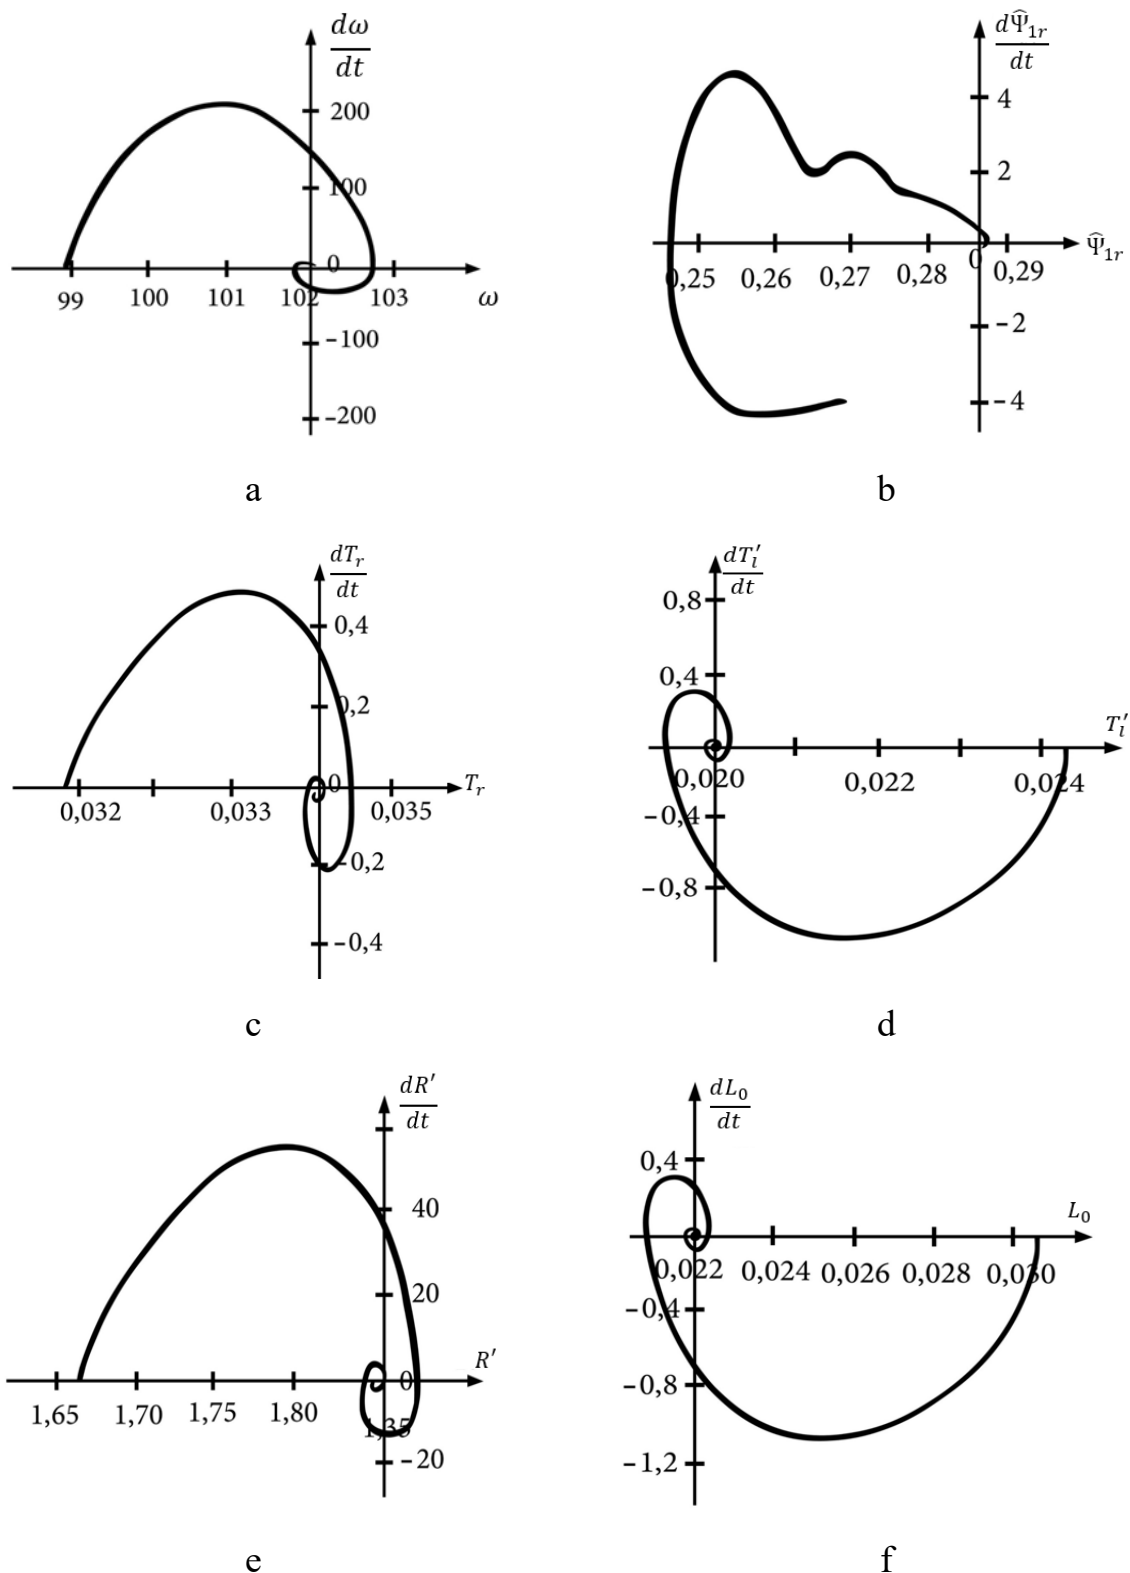 dω
dt
200
100
0
99 100 101 102 103 ω
-100
-200
a
dΨ̂₁ᵣ
dt
4
2
Ψ̂₁ᵣ
0,25 0,26 0,27 0,28 0 0,29
-2
-4
b
dTᵣ
dt
0,4
0,2
0 Tᵣ
0,032 0,033 0,035
-0,2
-0,4
c
dTₗ′
dt
0,8
0,4
Tₗ′
0,020 0,022 0,024
-0,4
-0,8
d
dR′
dt
40
20
R′
0
1,65 1,70 1,75 1,80 1,35
-20
e
dL₀
dt
0,4
L₀
0,022 0,024 0,026 0,028 0,030
-0,4
-0,8
-1,2
f